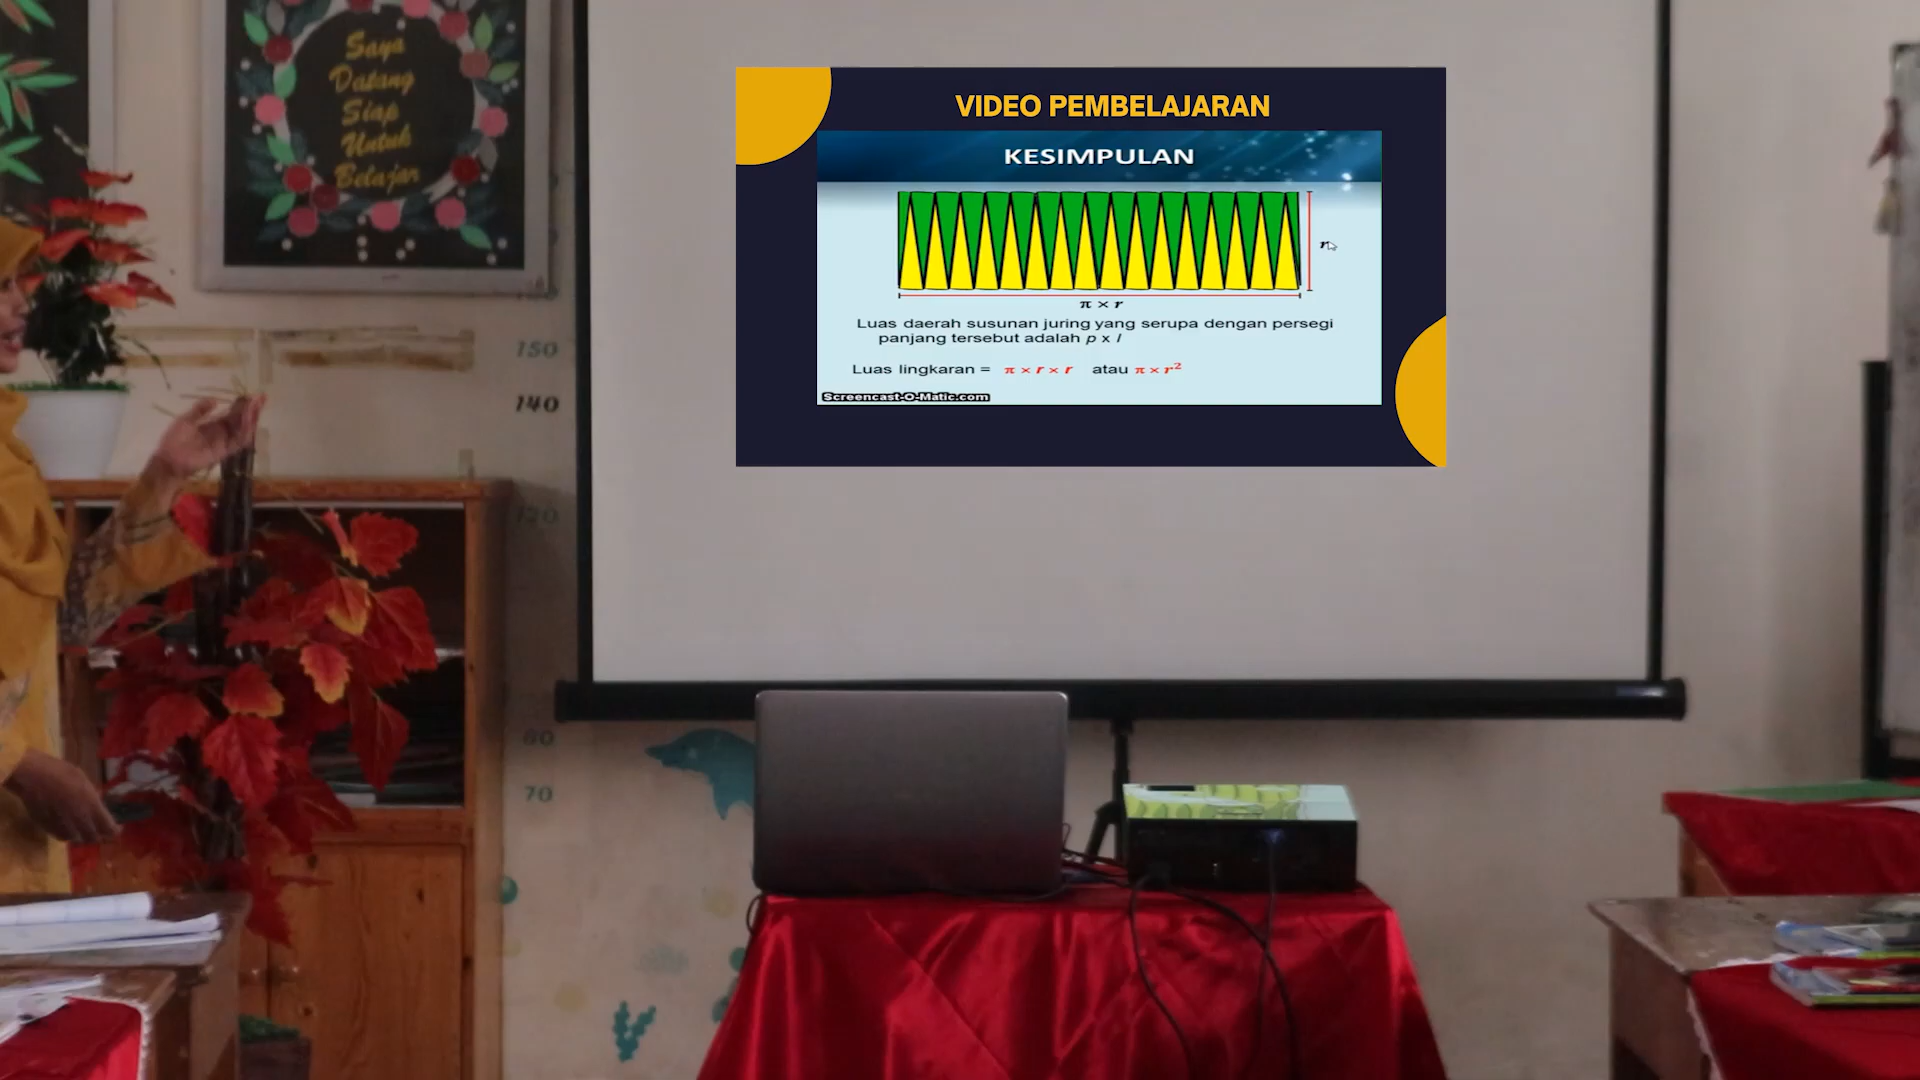 Saya
Datang
Siap
Untuk
Belajar
150
140
120
80
70
VIDEO PEMBELAJARAN
KESIMPULAN
r
π × r
Luas daerah susunan juring yang serupa dengan persegi
panjang tersebut adalah p x l
Luas lingkaran = π × r × r atau π × r²
Screencast-O-Matic.com